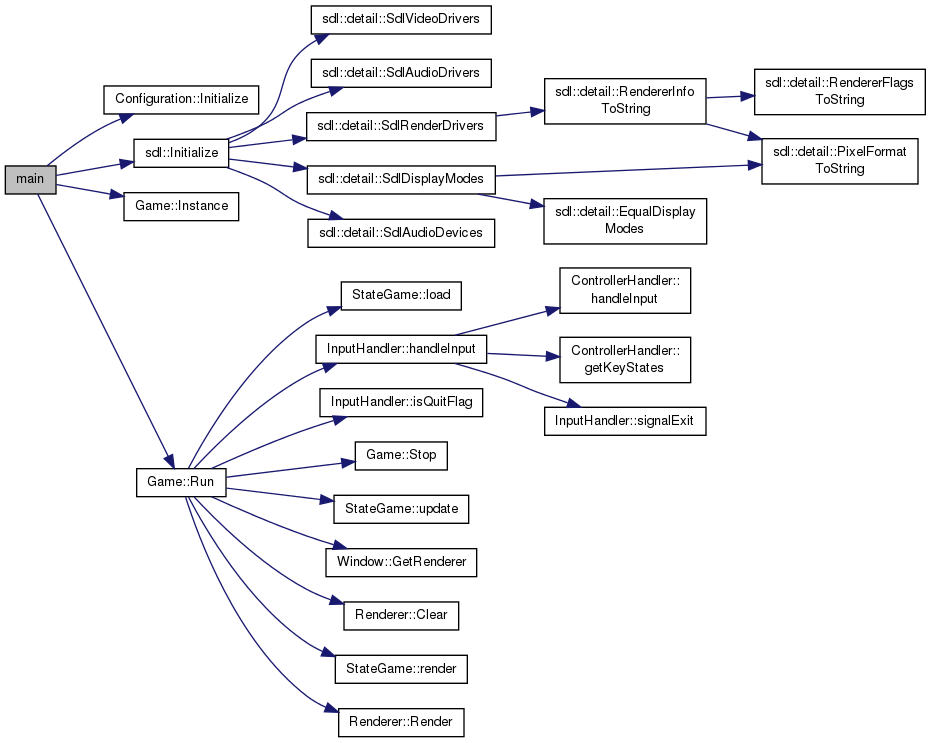 main
Configuration::Initialize
sdl::Initialize
Game::Instance
Game::Run
sdl::detail::SdlVideoDrivers
sdl::detail::SdlAudioDrivers
sdl::detail::SdlRenderDrivers
sdl::detail::SdlDisplayModes
sdl::detail::SdlAudioDevices
sdl::detail::RendererInfo
ToString
sdl::detail::RendererFlags
ToString
sdl::detail::PixelFormat
ToString
sdl::detail::EqualDisplay
Modes
StateGame::load
InputHandler::handleInput
InputHandler::isQuitFlag
Game::Stop
StateGame::update
Window::GetRenderer
Renderer::Clear
StateGame::render
Renderer::Render
ControllerHandler::
handleInput
ControllerHandler::
getKeyStates
InputHandler::signalExit